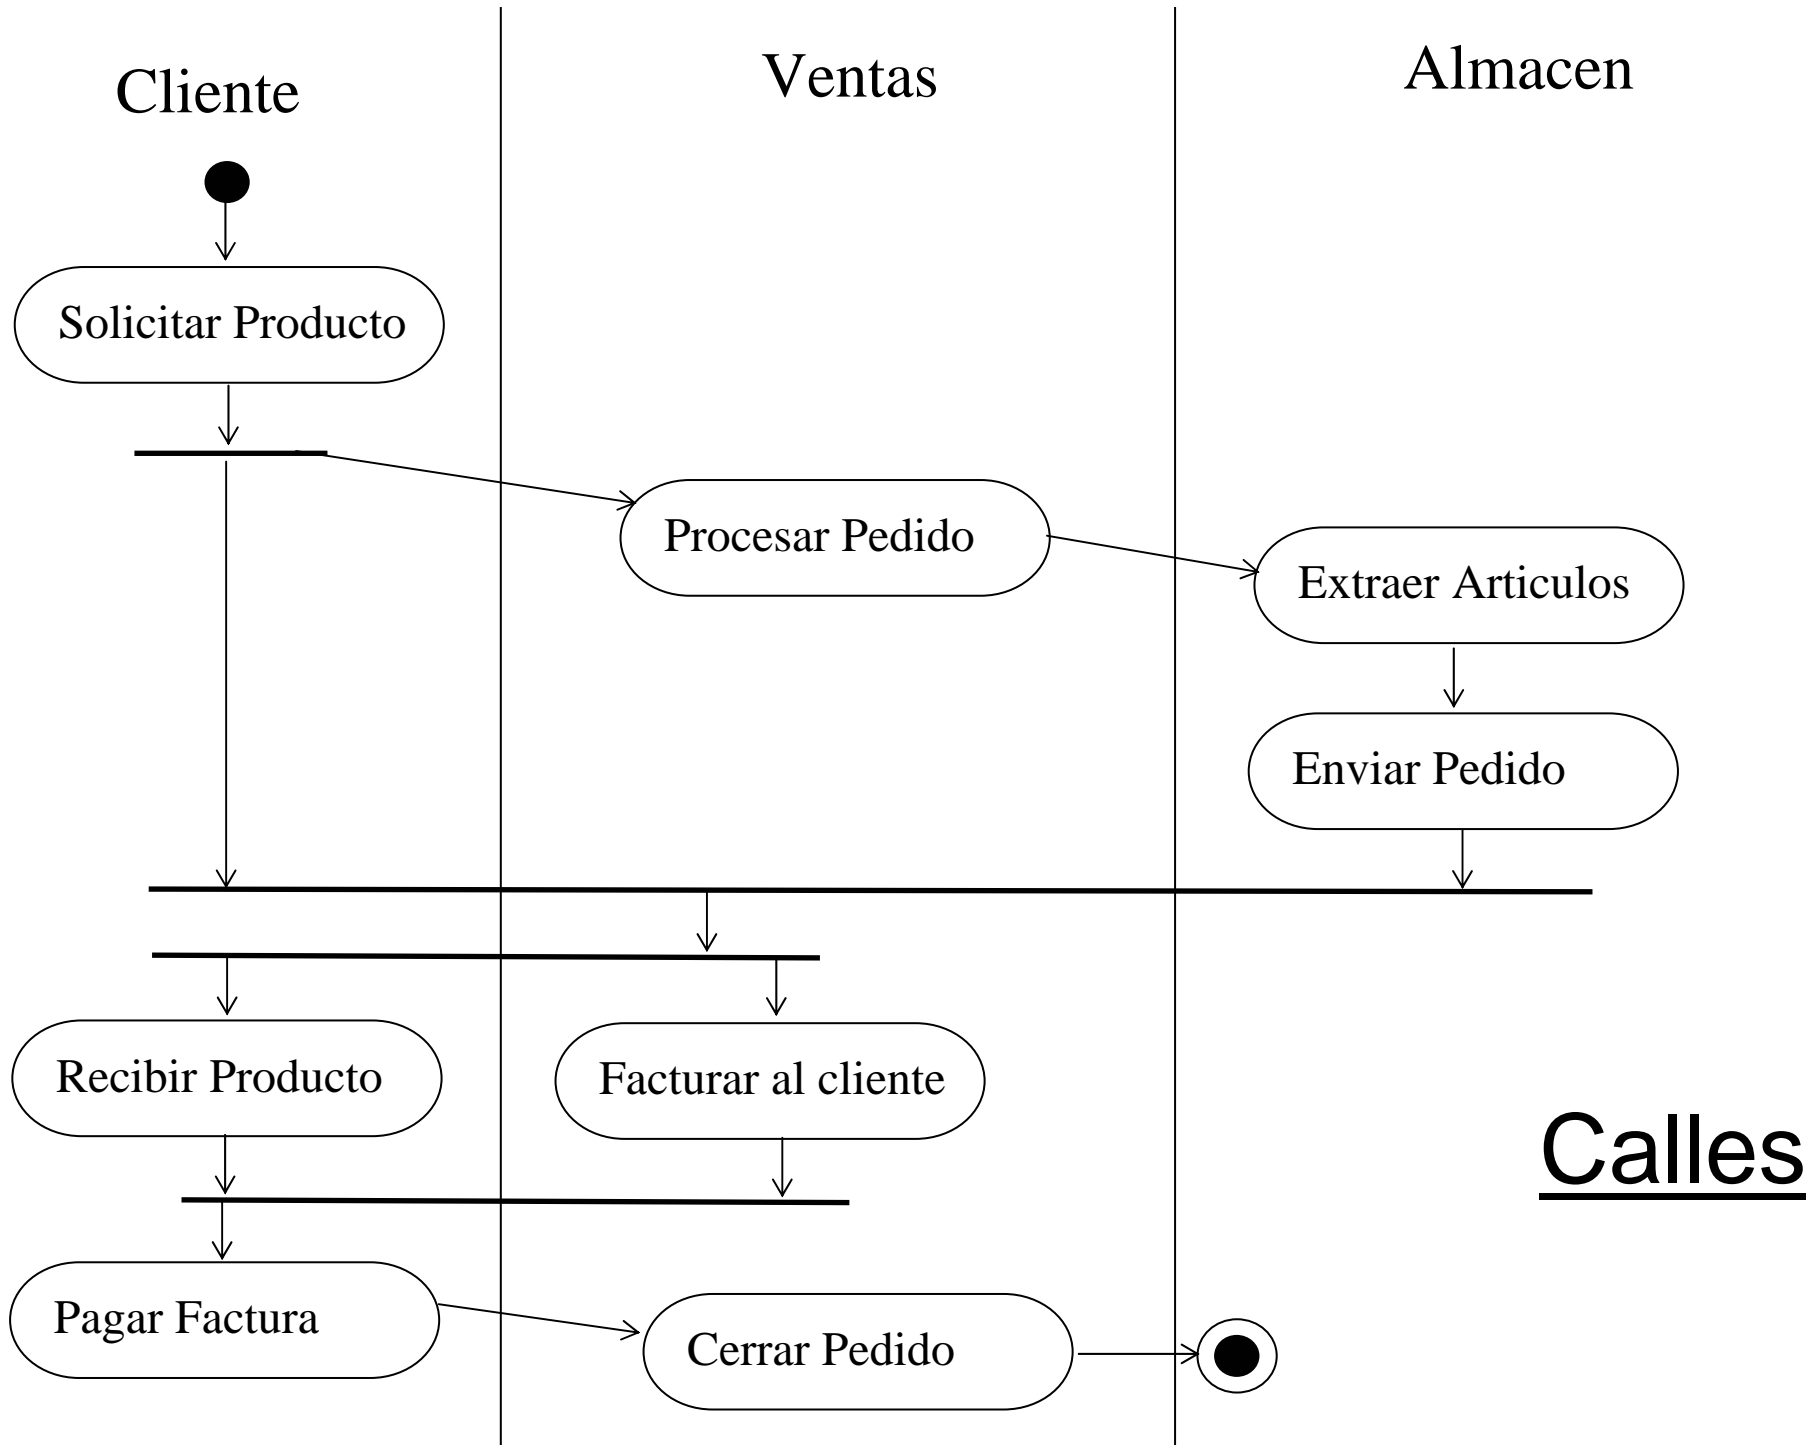 Cliente
Ventas
Almacen
Solicitar Producto
Procesar Pedido
Extraer Articulos
Enviar Pedido
Recibir Producto
Facturar al cliente
Calles
Pagar Factura
Cerrar Pedido